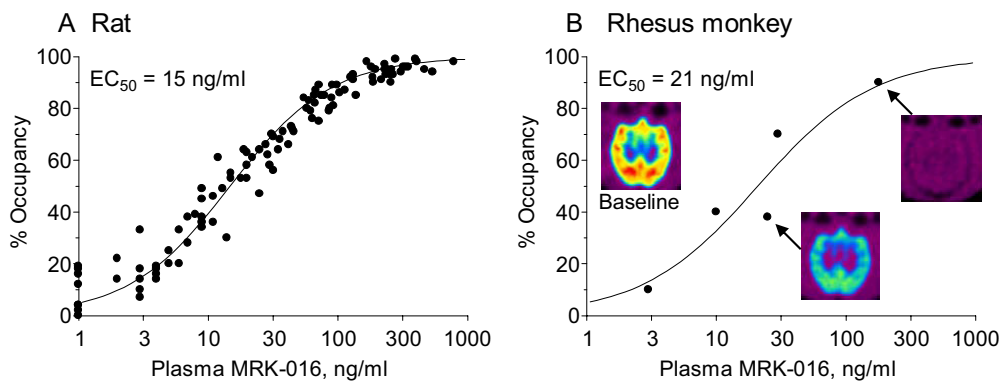 A Rat
EC50 = 15 ng/ml
% Occupancy
100
80
60
40
20
0
1 3 10 30 100 300 1000
Plasma MRK-016, ng/ml
B Rhesus monkey
EC50 = 21 ng/ml
Baseline
% Occupancy
100
80
60
40
20
0
1 3 10 30 100 300 1000
Plasma MRK-016, ng/ml